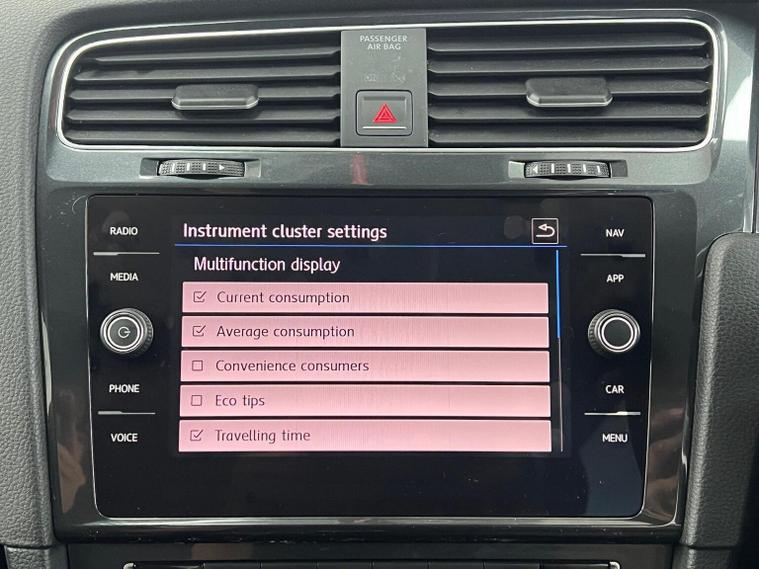 PASSENGER
AIR BAG
RADIO
MEDIA
PHONE
VOICE
Instrument cluster settings
Multifunction display
Current consumption
Average consumption
Convenience consumers
Eco tips
Travelling time
NAV
APP
CAR
MENU